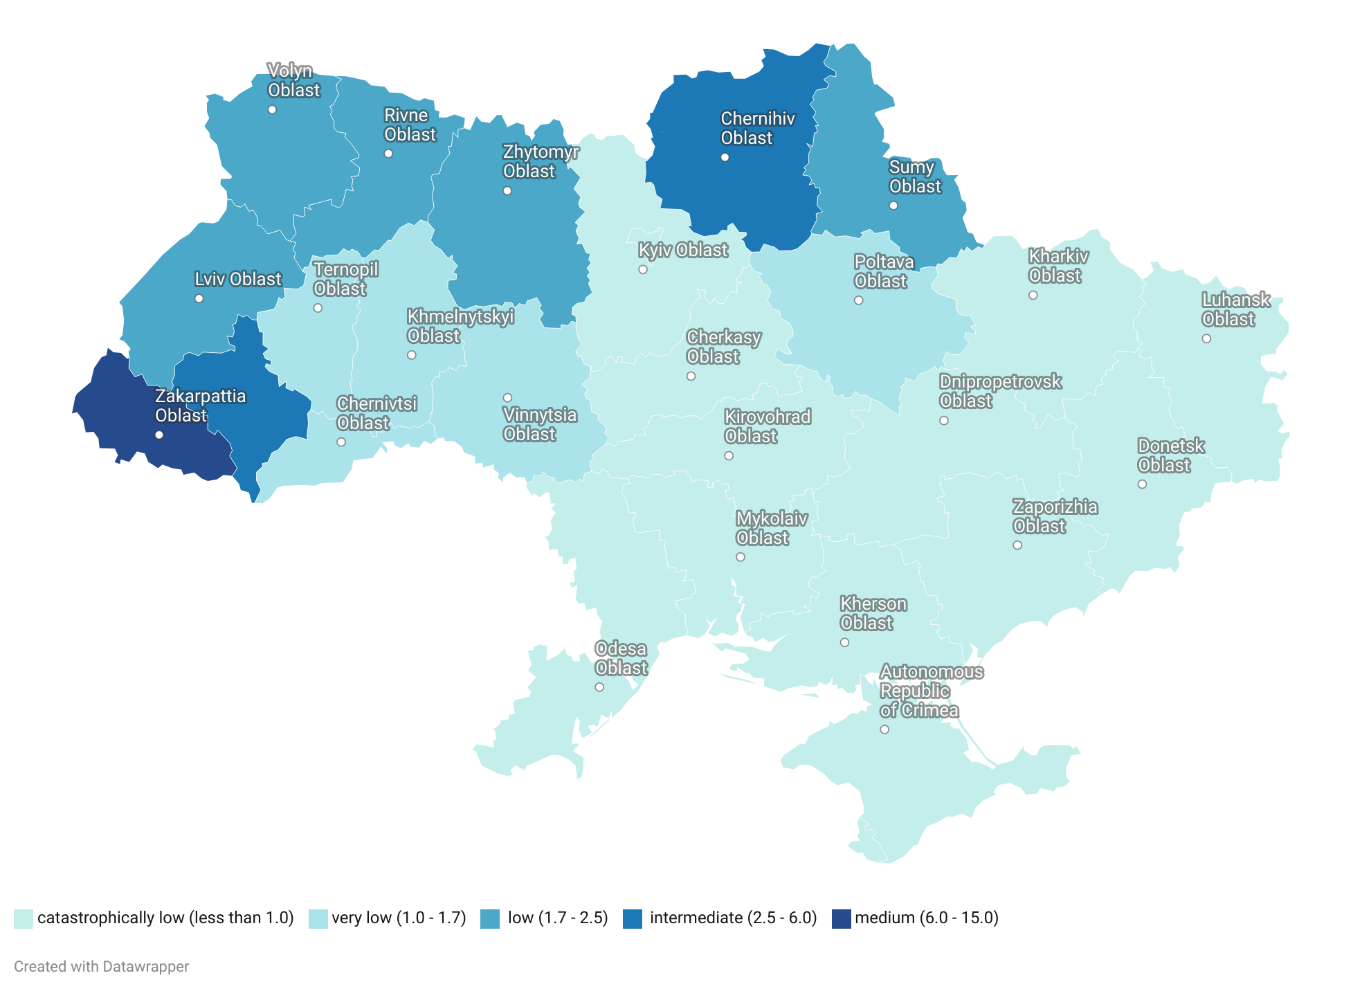 Volyn
Oblast
Rivne
Oblast
Zhytomyr
Oblast
Chernihiv
Oblast
Sumy
Oblast
Lviv Oblast
Ternopil
Oblast
Khmelnytskyi
Oblast
Kyiv Oblast
Poltava
Oblast
Kharkiv
Oblast
Luhansk
Oblast
Cherkasy
Oblast
Zakarpattia
Oblast
Chernivtsi
Oblast
Vinnytsia
Oblast
Kirovohrad
Oblast
Dnipropetrovsk
Oblast
Donetsk
Oblast
Mykolaiv
Oblast
Zaporizhia
Oblast
Kherson
Oblast
Odesa
Oblast
Autonomous
Republic
of Crimea
catastrophically low (less than 1.0) very low (1.0 - 1.7) low (1.7 - 2.5) intermediate (2.5 - 6.0) medium (6.0 - 15.0)
Created with Datawrapper